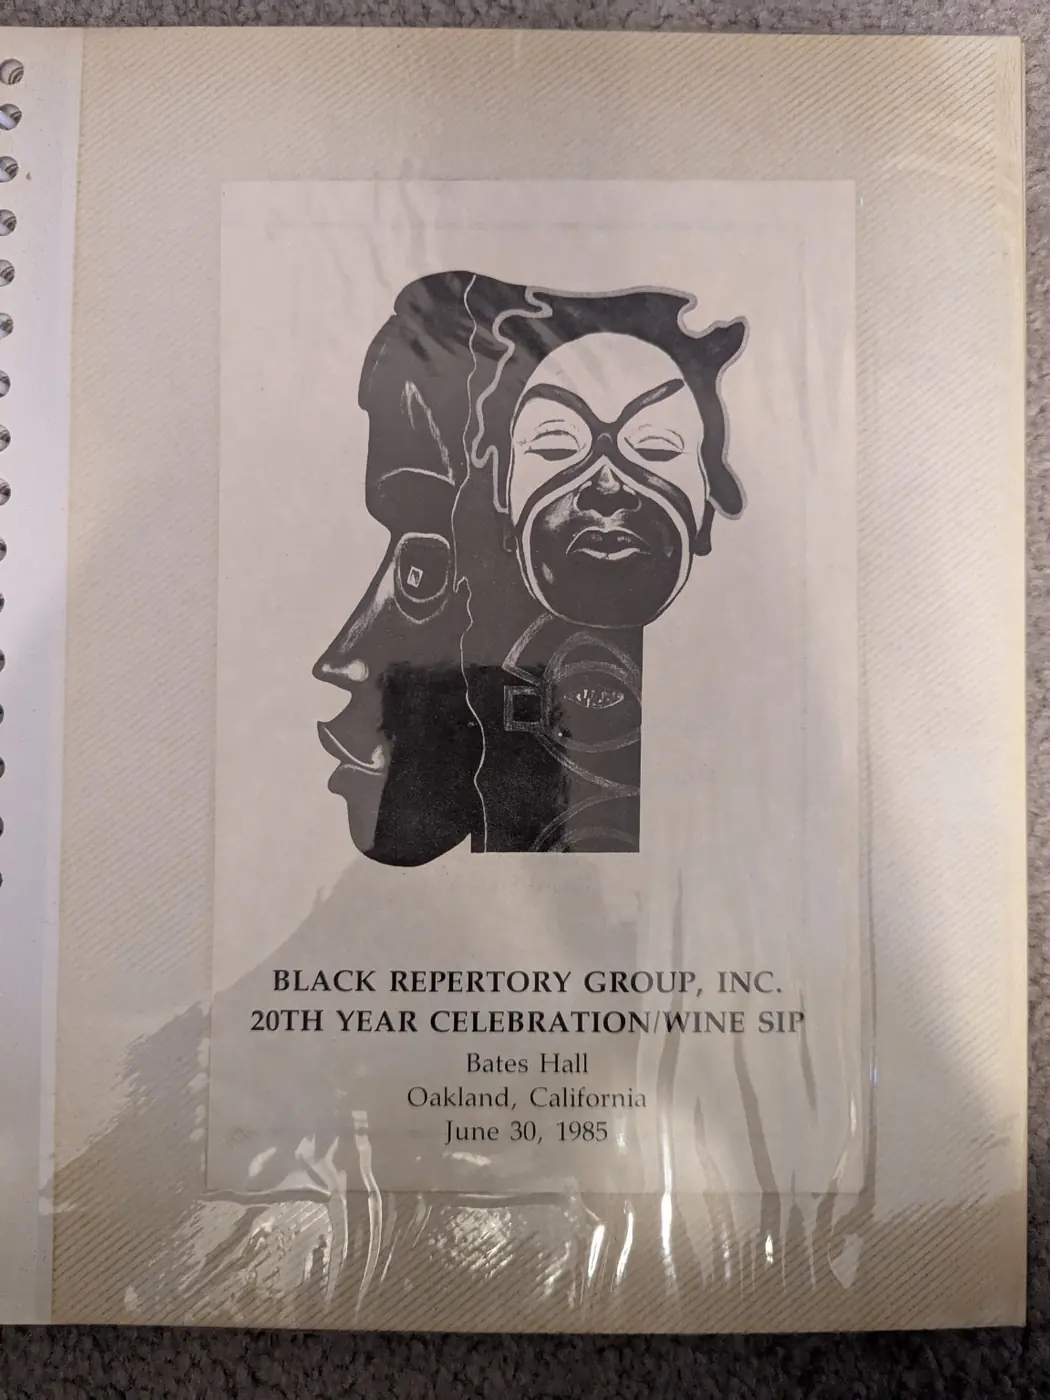 BLACK REPERTORY GROUP, INC.
20TH YEAR CELEBRATION/WINE SIP
Bates Hall
Oakland, California
June 30, 1985